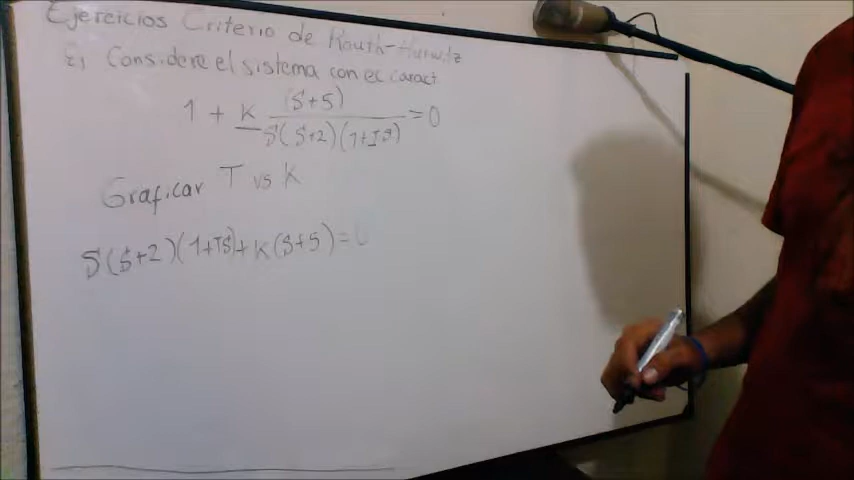 Ejercicios Criterio de Routh-Hurwitz
E1 Considere el sistema con ec caract
1 + K (S+5) / S(S+2)(1+TS) = 0
Graficar T vs K
S(S+2)(1+TS)+K(S+5)=0